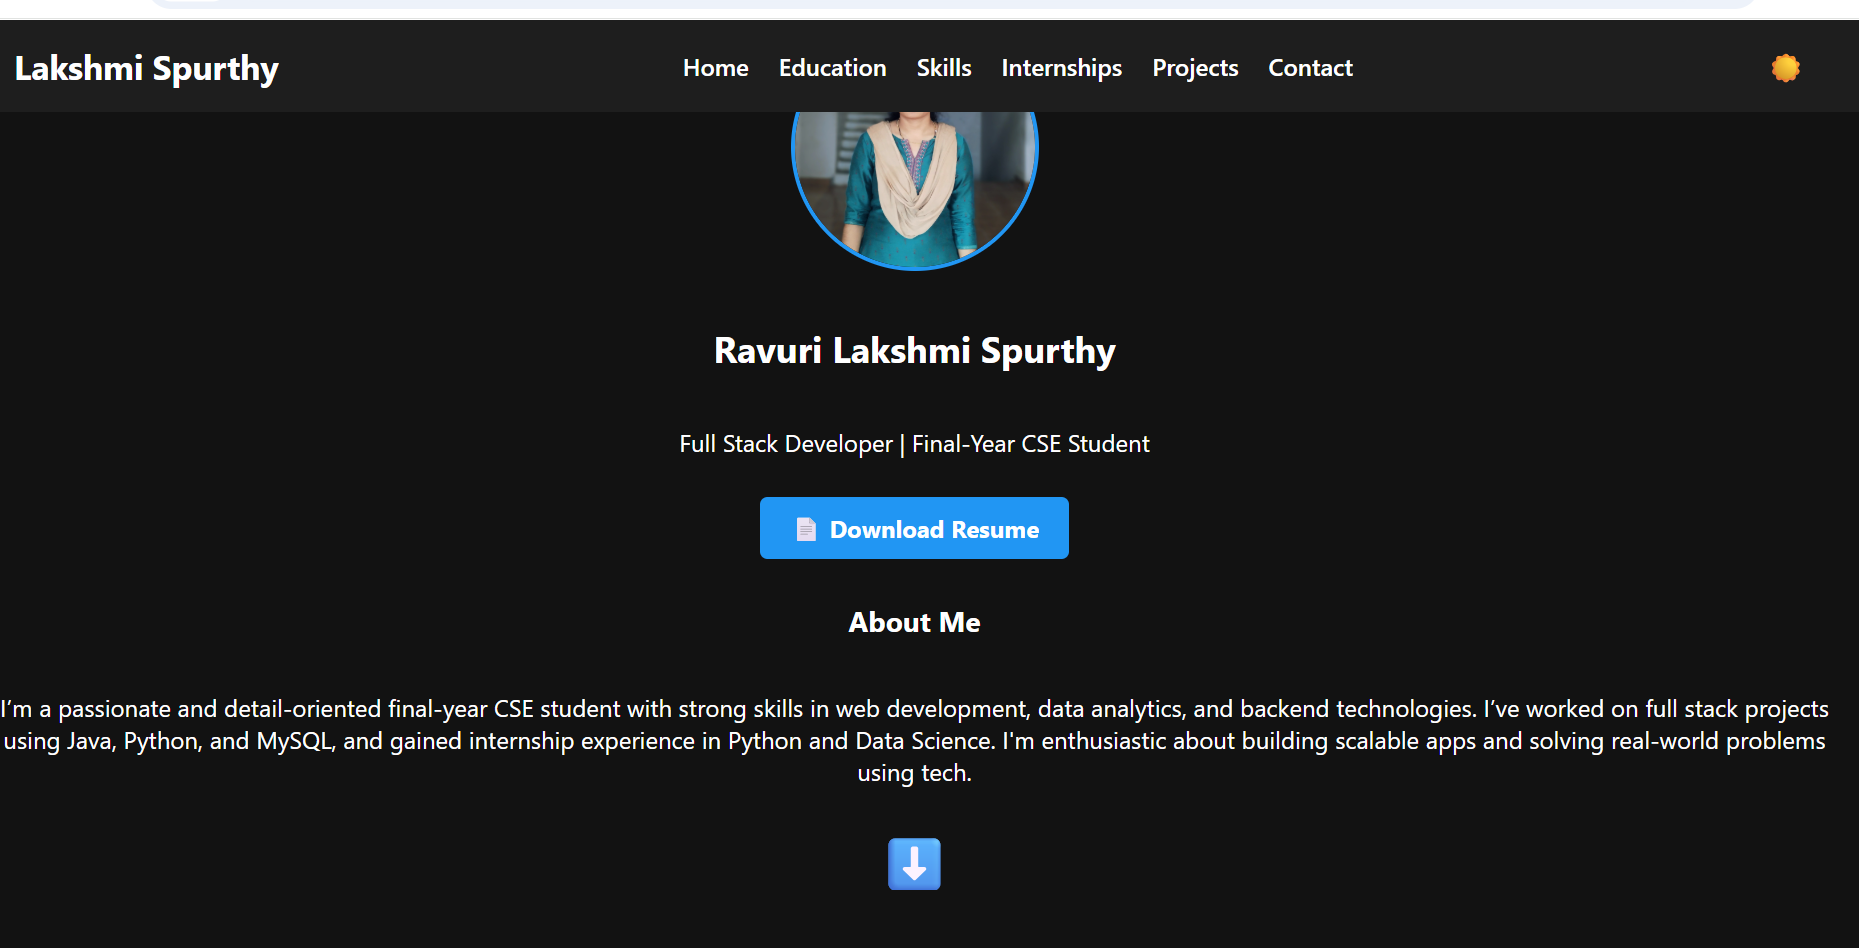 Lakshmi Spurthy
Home Education Skills Internships Projects Contact
Ravuri Lakshmi Spurthy
Full Stack Developer | Final-Year CSE Student
Download Resume
About Me
I’m a passionate and detail-oriented final-year CSE student with strong skills in web development, data analytics, and backend technologies. I’ve worked on full stack projects
using Java, Python, and MySQL, and gained internship experience in Python and Data Science. I'm enthusiastic about building scalable apps and solving real-world problems
using tech.